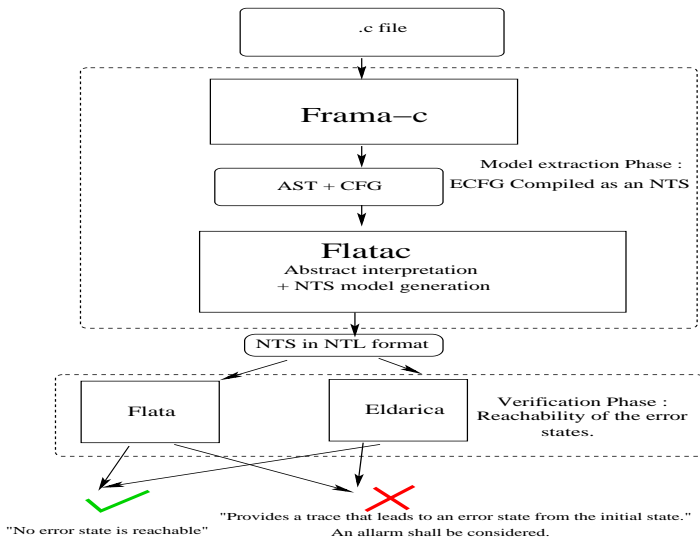 .c file
Frama-c
Model extraction Phase :
AST + CFG
ECFG Compiled as an NTS
Flatac
Abstract interpretation
+ NTS model generation
NTS in NTL format
Flata
Eldarica
Verification Phase :
Reachability of the error
states.
"No error state is reachable"
"Provides a trace that leads to an error state from the initial state."
An allarm shall be considered.